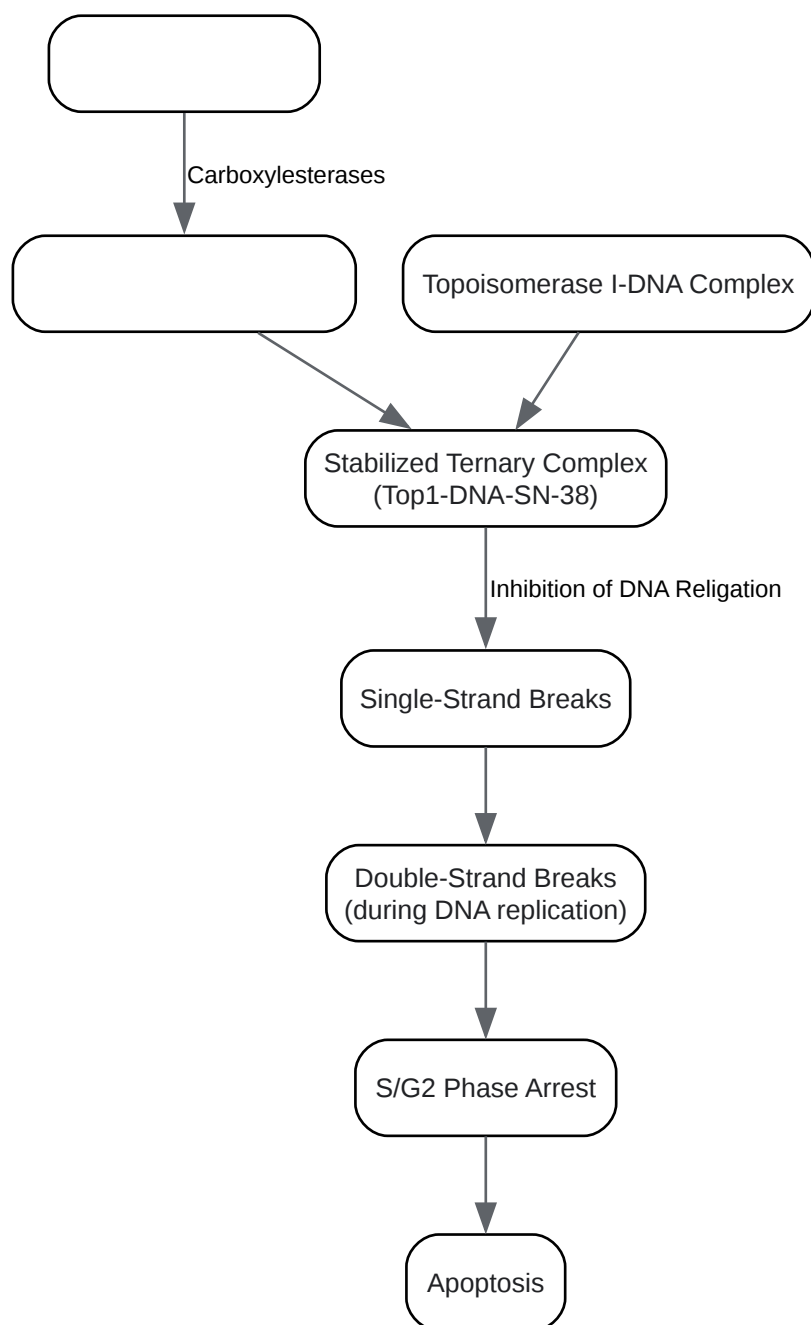 Carboxylesterases
Topoisomerase I-DNA Complex
Stabilized Ternary Complex
(Top1-DNA-SN-38)
Inhibition of DNA Religation
Single-Strand Breaks
Double-Strand Breaks
(during DNA replication)
S/G2 Phase Arrest
Apoptosis